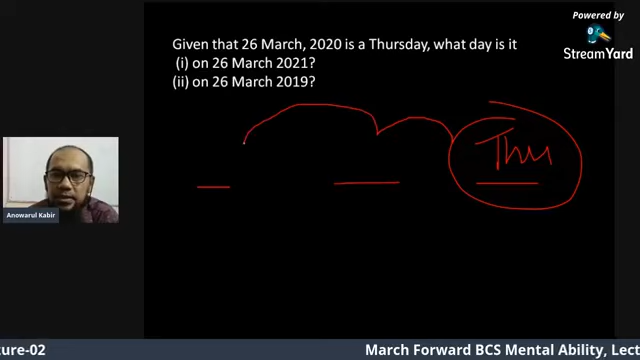 Powered by
StreamYard
Given that 26 March, 2020 is a Thursday, what day is it
(i) on 26 March 2021?
(ii) on 26 March 2019?
Thu
Anowarul Kabir
ture-02
March Forward BCS Mental Ability, Lect